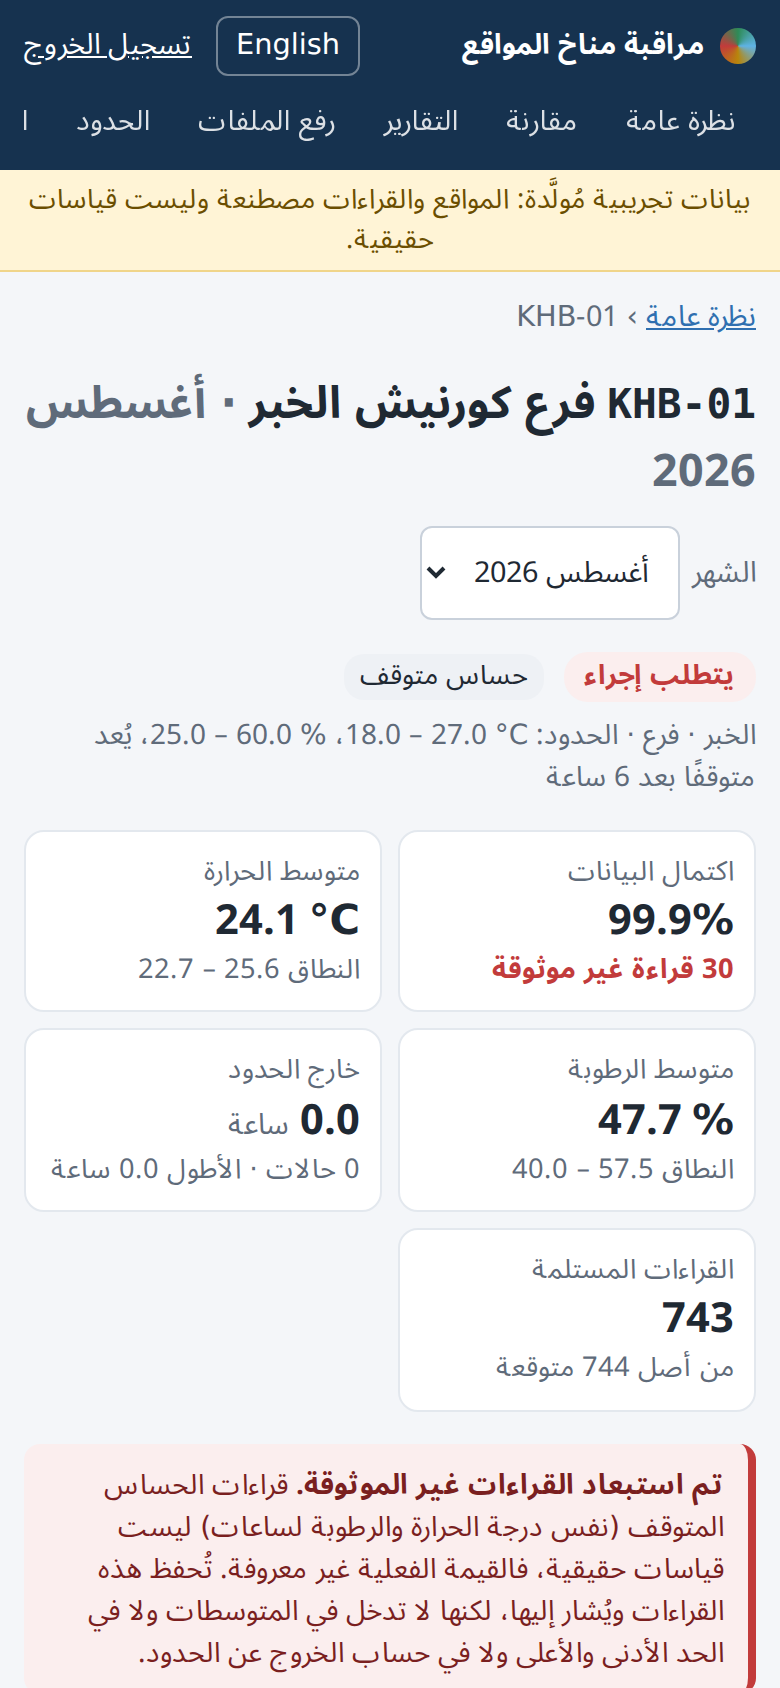 مراقبة مناخ المواقع
English
تسجيل الخروج
نظرة عامة
مقارنة
التقارير
رفع الملفات
الحدود
بيانات تجريبية مُولَّدة: المواقع والقراءات مصطنعة وليست قياسات
حقيقية.
نظرة عامة › KHB-01
KHB-01 فرع كورنيش الخبر · أغسطس
2026
الشهر
أغسطس 2026
يتطلب إجراء
حساس متوقف
الخبر · فرع · الحدود: 18.0 – 27.0 °C، 25.0 – 60.0 %، يُعد
متوقفًا بعد 6 ساعة
اكتمال البيانات
99.9%
30 قراءة غير موثوقة
متوسط الحرارة
24.1 °C
النطاق 22.7 – 25.6
متوسط الرطوبة
47.7 %
النطاق 40.0 – 57.5
خارج الحدود
0.0 ساعة
0 حالات · الأطول 0.0 ساعة
القراءات المستلمة
743
من أصل 744 متوقعة
تم استبعاد القراءات غير الموثوقة. قراءات الحساس
المتوقف (نفس درجة الحرارة والرطوبة لساعات) ليست
قياسات حقيقية، فالقيمة الفعلية غير معروفة. تُحفظ هذه
القراءات ويُشار إليها، لكنها لا تدخل في المتوسطات ولا في
الحد الأدنى والأعلى ولا في حساب الخروج عن الحدود.